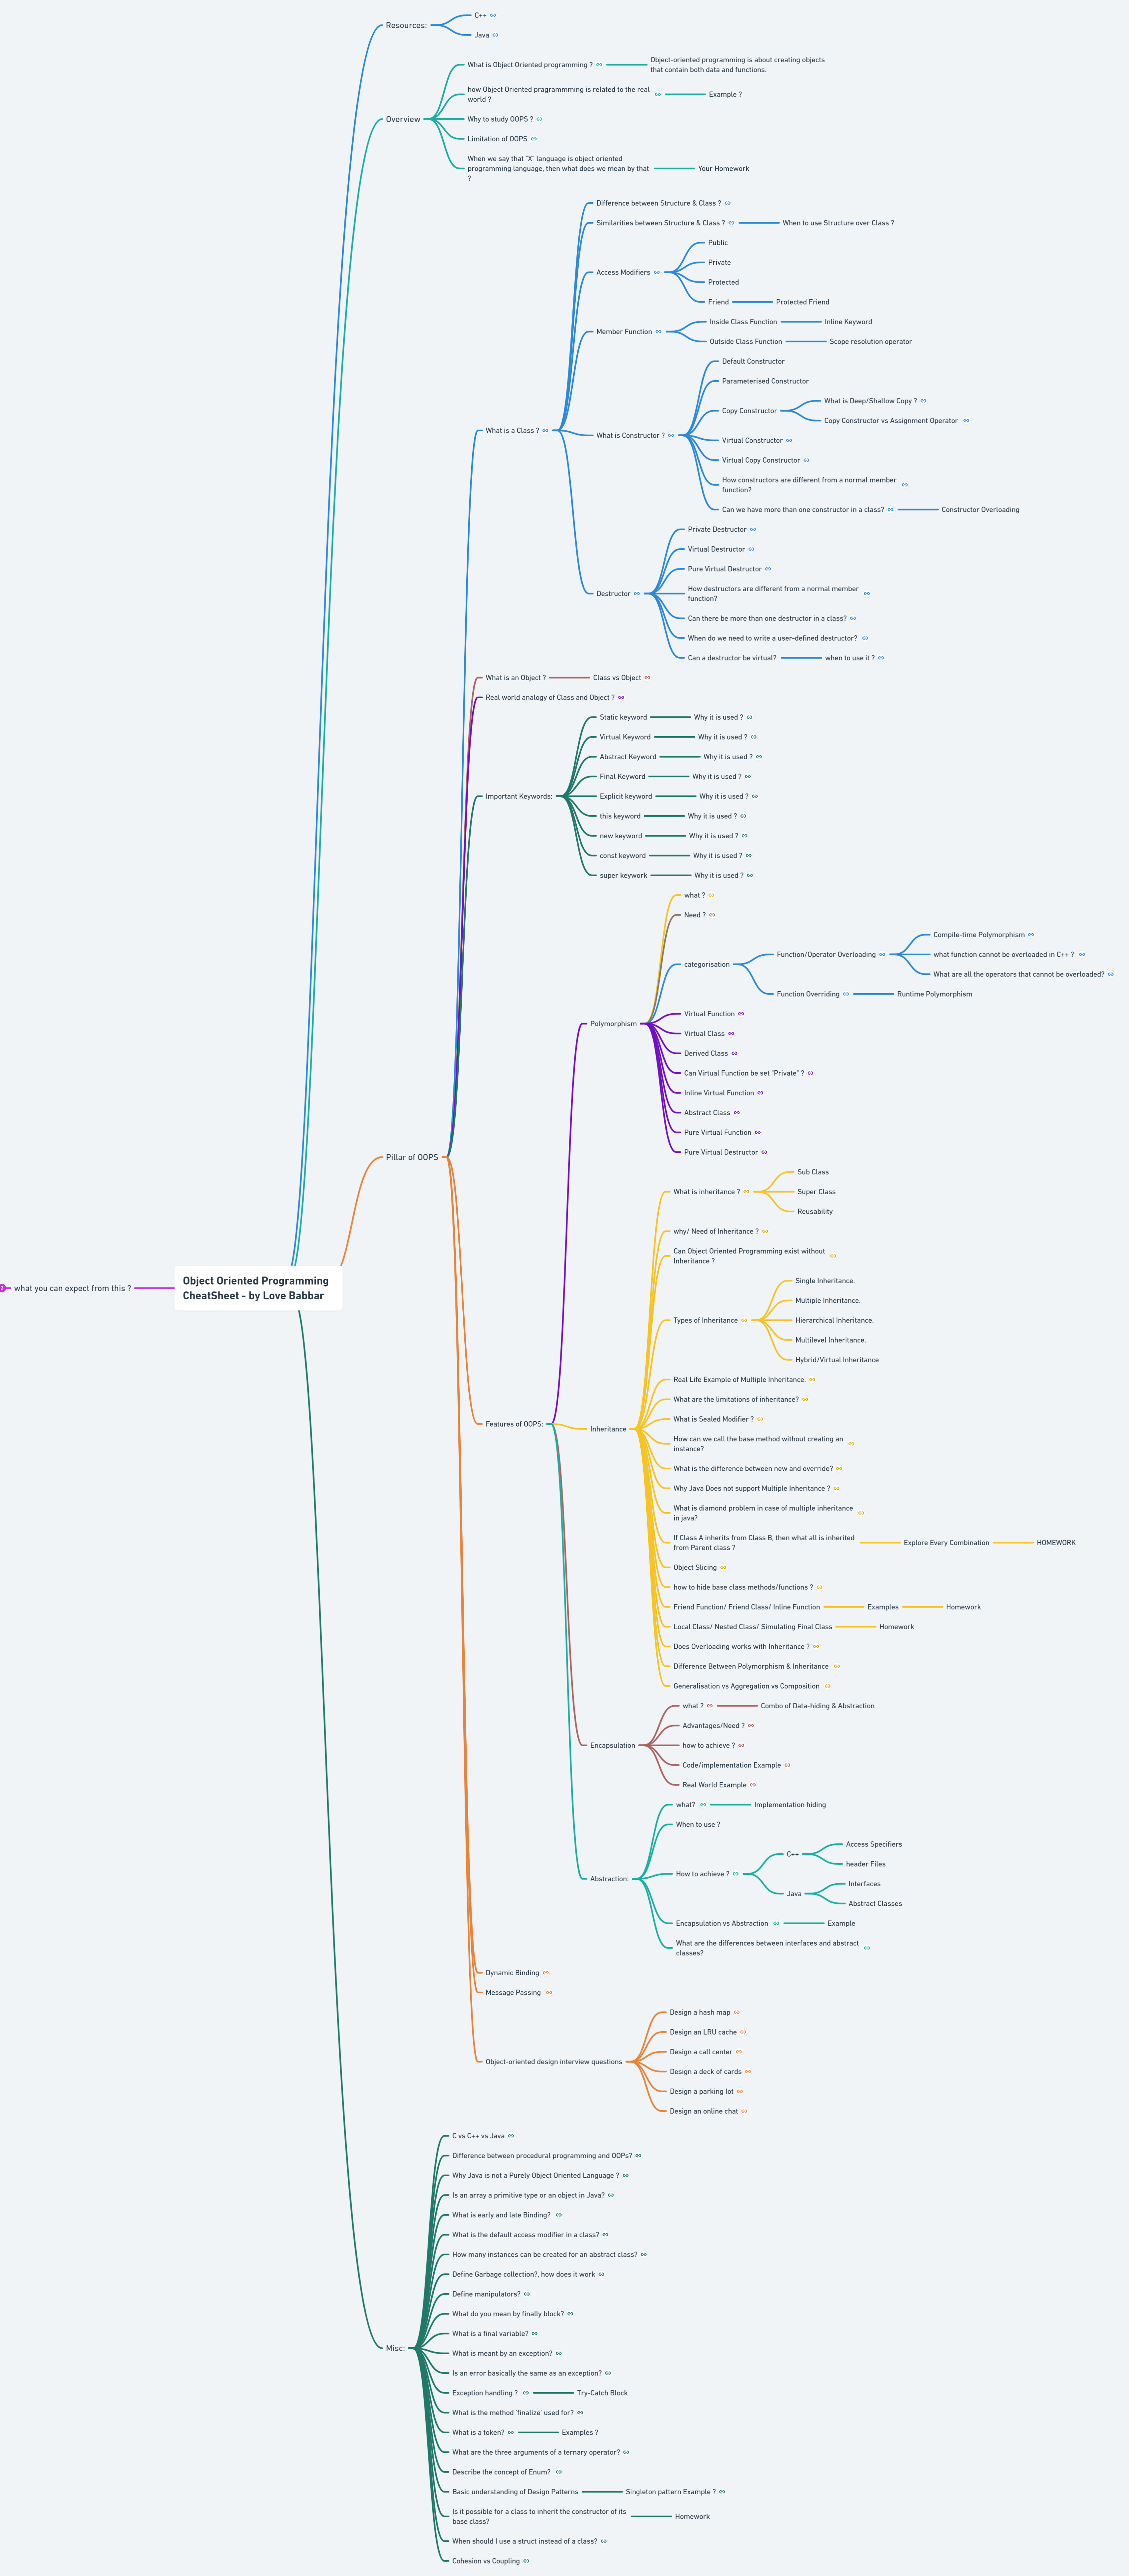 Resources:
C++
Java
Overview
What is Object Oriented programming ?
Object-oriented programming is about creating objects
that contain both data and functions.
how Object Oriented pragrammming is related to the real
world ?
Example ?
Why to study OOPS ?
Limitation of OOPS
When we say that "X" language is object oriented
programming language, then what does we mean by that
?
Your Homework
Pillar of OOPS
What is a Class ?
Difference between Structure & Class ?
Similarities between Structure & Class ?
When to use Structure over Class ?
Access Modifiers
Public
Private
Protected
Friend
Protected Friend
Member Function
Inside Class Function
Inline Keyword
Outside Class Function
Scope resolution operator
What is Constructor ?
Default Constructor
Parameterised Constructor
Copy Constructor
What is Deep/Shallow Copy ?
Copy Constructor vs Assignment Operator
Virtual Constructor
Virtual Copy Constructor
How constructors are different from a normal member
function?
Can we have more than one constructor in a class?
Constructor Overloading
Destructor
Private Destructor
Virtual Destructor
Pure Virtual Destructor
How destructors are different from a normal member
function?
Can there be more than one destructor in a class?
When do we need to write a user-defined destructor?
Can a destructor be virtual?
when to use it ?
What is an Object ?
Class vs Object
Real world analogy of Class and Object ?
Important Keywords:
Static keyword
Why it is used ?
Virtual Keyword
Why it is used ?
Abstract Keyword
Why it is used ?
Final Keyword
Why it is used ?
Explicit keyword
Why it is used ?
this keyword
Why it is used ?
new keyword
Why it is used ?
const keyword
Why it is used ?
super keywork
Why it is used ?
Features of OOPS:
Polymorphism
what ?
Need ?
categorisation
Function/Operator Overloading
Compile-time Polymorphism
what function cannot be overloaded in C++ ?
What are all the operators that cannot be overloaded?
Function Overriding
Runtime Polymorphism
Virtual Function
Virtual Class
Derived Class
Can Virtual Function be set "Private" ?
Inline Virtual Function
Abstract Class
Pure Virtual Function
Pure Virtual Destructor
Inheritance
What is inheritance ?
Sub Class
Super Class
Reusability
why/ Need of Inheritance ?
Can Object Oriented Programming exist without
Inheritance ?
Types of Inheritance
Single Inheritance.
Multiple Inheritance.
Hierarchical Inheritance.
Multilevel Inheritance.
Hybrid/Virtual Inheritance
Real Life Example of Multiple Inheritance.
What are the limitations of inheritance?
What is Sealed Modifier ?
How can we call the base method without creating an
instance?
What is the difference between new and override?
Why Java Does not support Multiple Inheritance ?
What is diamond problem in case of multiple inheritance
in java?
If Class A inherits from Class B, then what all is inherited
from Parent class ?
Explore Every Combination
HOMEWORK
Object Slicing
how to hide base class methods/functions ?
Friend Function/ Friend Class/ Inline Function
Examples
Homework
Local Class/ Nested Class/ Simulating Final Class
Homework
Does Overloading works with Inheritance ?
Difference Between Polymorphism & Inheritance
Generalisation vs Aggregation vs Composition
Encapsulation
what ?
Combo of Data-hiding & Abstraction
Advantages/Need ?
how to achieve ?
Code/implementation Example
Real World Example
Abstraction:
what?
Implementation hiding
When to use ?
How to achieve ?
C++
Access Specifiers
header Files
Java
Interfaces
Abstract Classes
Encapsulation vs Abstraction
Example
What are the differences between interfaces and abstract
classes?
Dynamic Binding
Message Passing
Object-oriented design interview questions
Design a hash map
Design an LRU cache
Design a call center
Design a deck of cards
Design a parking lot
Design an online chat
2
what you can expect from this ?
Object Oriented Programming
CheatSheet - by Love Babbar
Misc:
C vs C++ vs Java
Difference between procedural programming and OOPs?
Why Java is not a Purely Object Oriented Language ?
Is an array a primitive type or an object in Java?
What is early and late Binding?
What is the default access modifier in a class?
How many instances can be created for an abstract class?
Define Garbage collection?, how does it work
Define manipulators?
What do you mean by finally block?
What is a final variable?
What is meant by an exception?
Is an error basically the same as an exception?
Exception handling ?
Try-Catch Block
What is the method 'finalize' used for?
What is a token?
Examples ?
What are the three arguments of a ternary operator?
Describe the concept of Enum?
Basic understanding of Design Patterns
Singleton pattern Example ?
Is it possible for a class to inherit the constructor of its
base class?
Homework
When should I use a struct instead of a class?
Cohesion vs Coupling